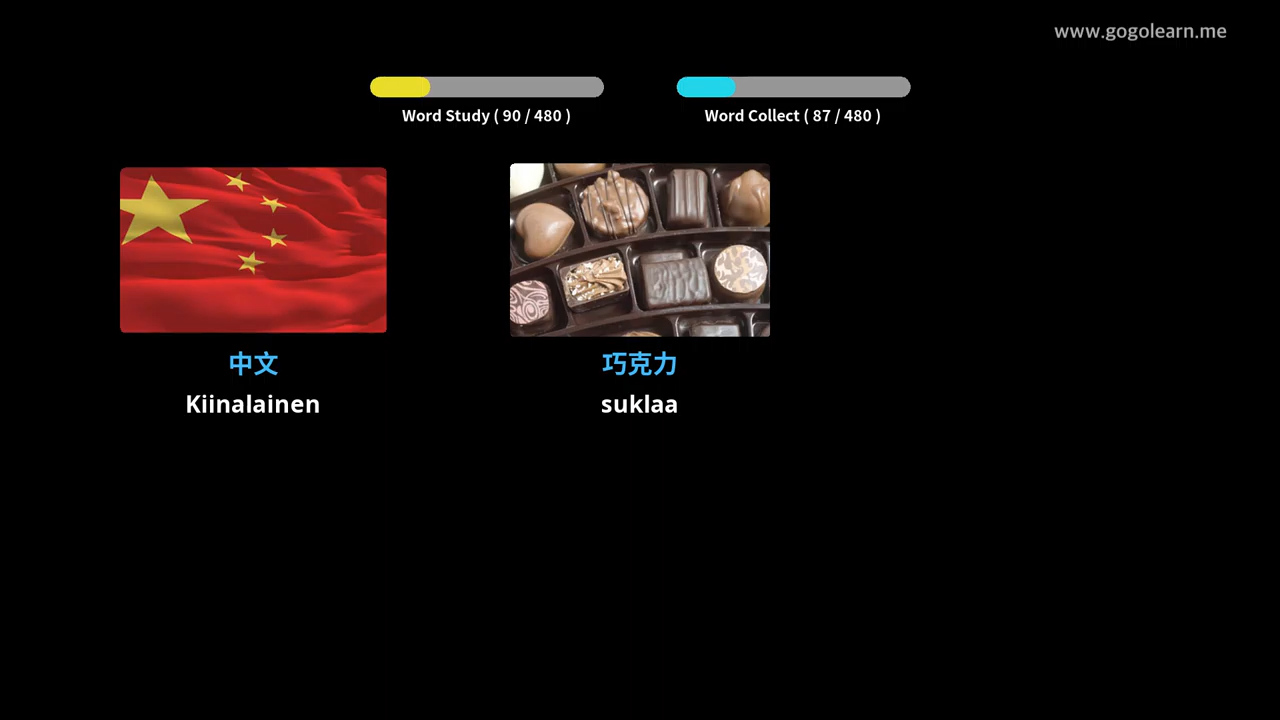 www.gogolearn.me
Word Study ( 90 / 480 )
Word Collect ( 87 / 480 )
中文
Kiinalainen
巧克力
suklaa